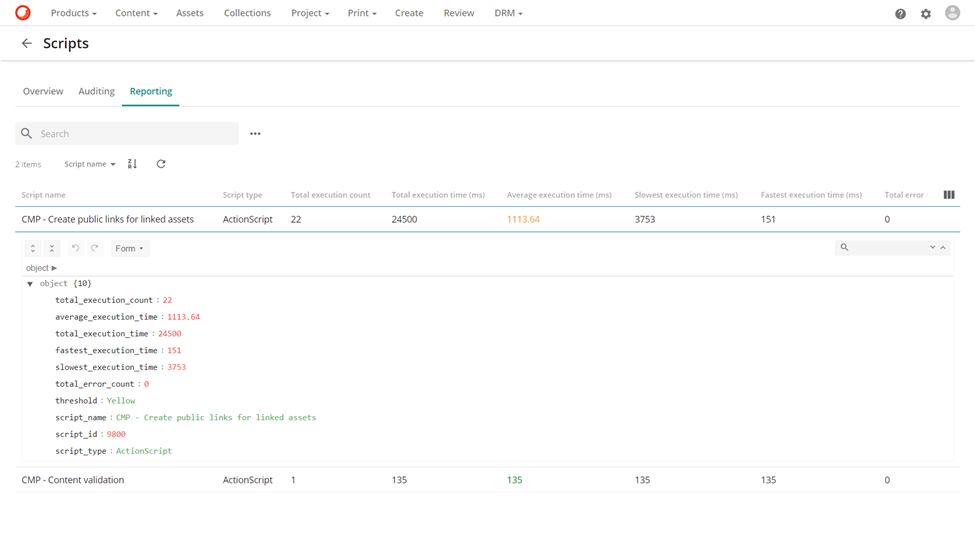 Products Content Assets Collections Project Print Create Review DRM
Scripts
Overview Auditing Reporting
Search
2 items Script name
Script name Script type Total execution count Total execution time (ms) Average execution time (ms) Slowest execution time (ms) Fastest execution time (ms) Total error
CMP - Create public links for linked assets ActionScript 22 24500 1113.64 3753 151 0
Form
object ►
▼ object {10}
total_execution_count : 22
average_execution_time : 1113.64
total_execution_time : 24500
fastest_execution_time : 151
slowest_execution_time : 3753
total_error_count : 0
threshold : Yellow
script_name : CMP - Create public links for linked assets
script_id : 9800
script_type : ActionScript
CMP - Content validation ActionScript 1 135 135 135 135 0